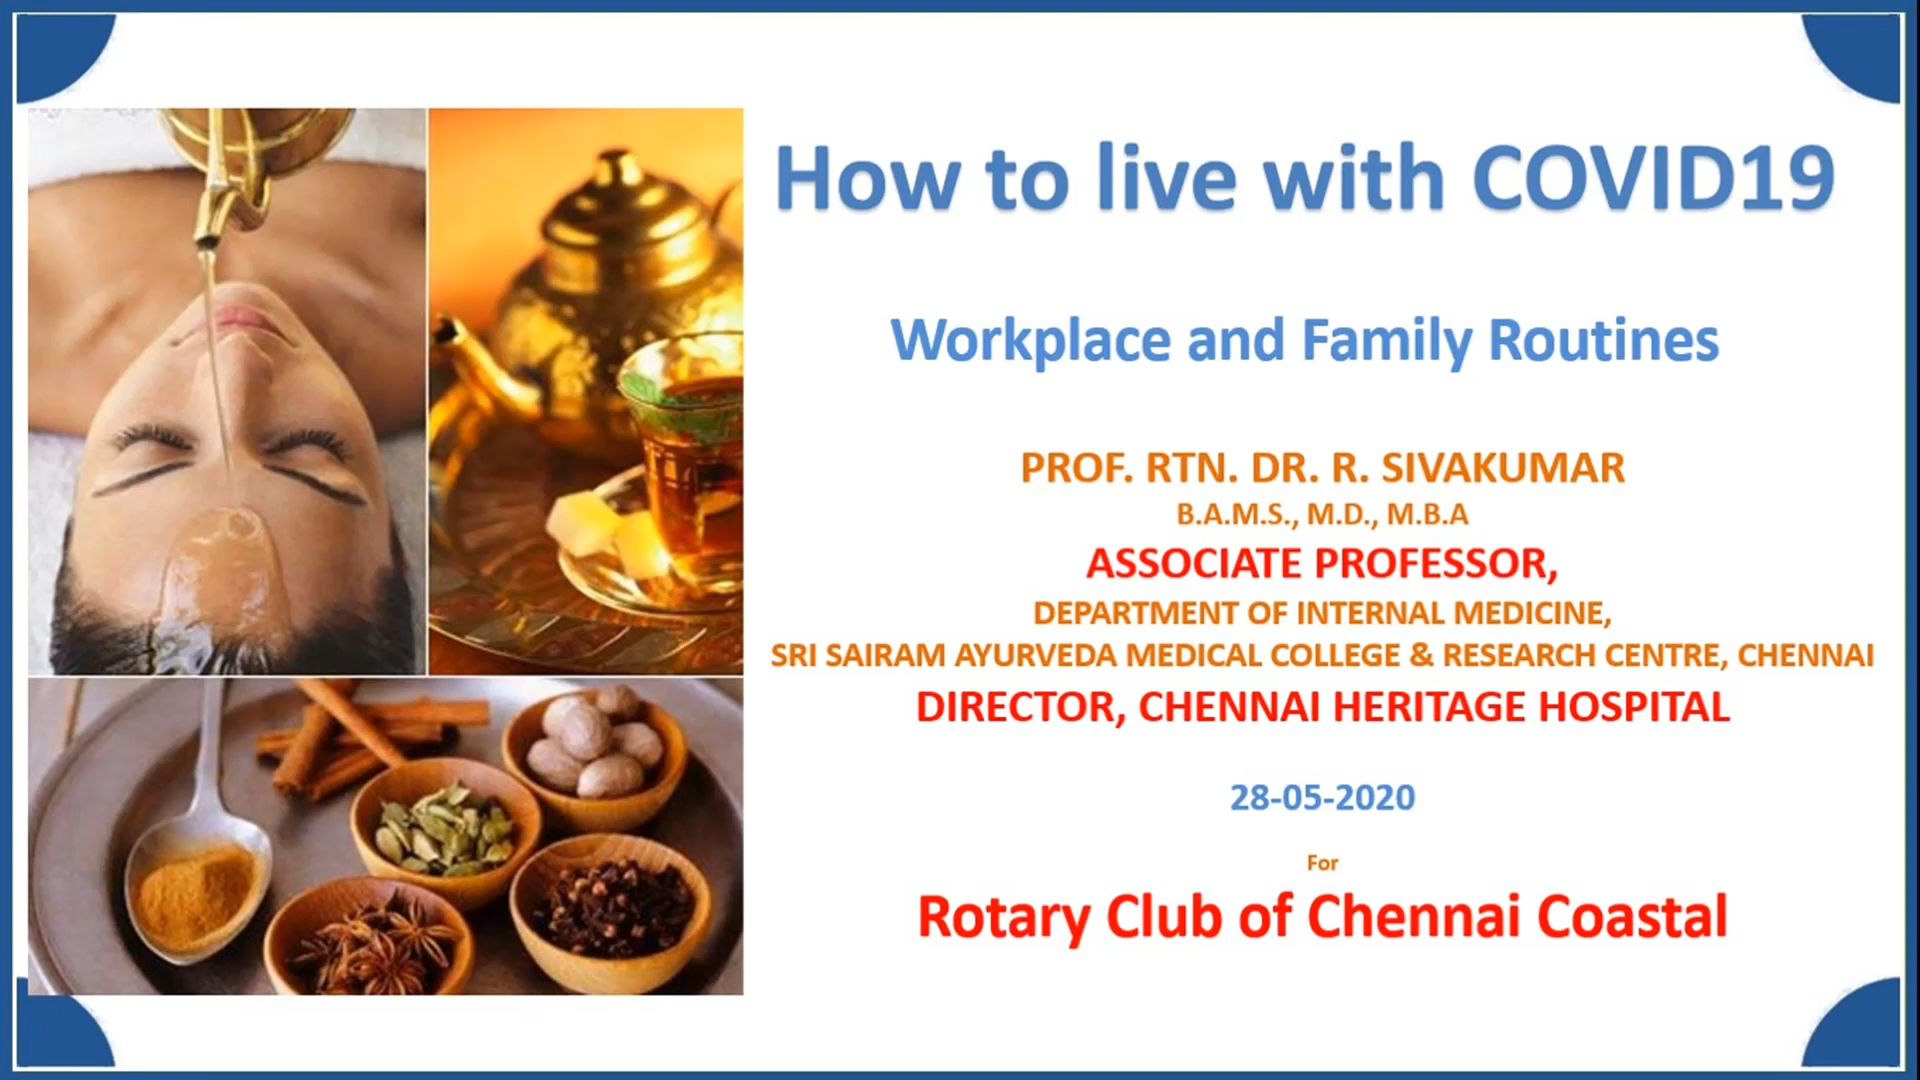 How to live with COVID19
Workplace and Family Routines
PROF. RTN. DR. R. SIVAKUMAR
B.A.M.S., M.D., M.B.A
ASSOCIATE PROFESSOR,
DEPARTMENT OF INTERNAL MEDICINE,
SRI SAIRAM AYURVEDA MEDICAL COLLEGE & RESEARCH CENTRE, CHENNAI
DIRECTOR, CHENNAI HERITAGE HOSPITAL
28-05-2020
For
Rotary Club of Chennai Coastal